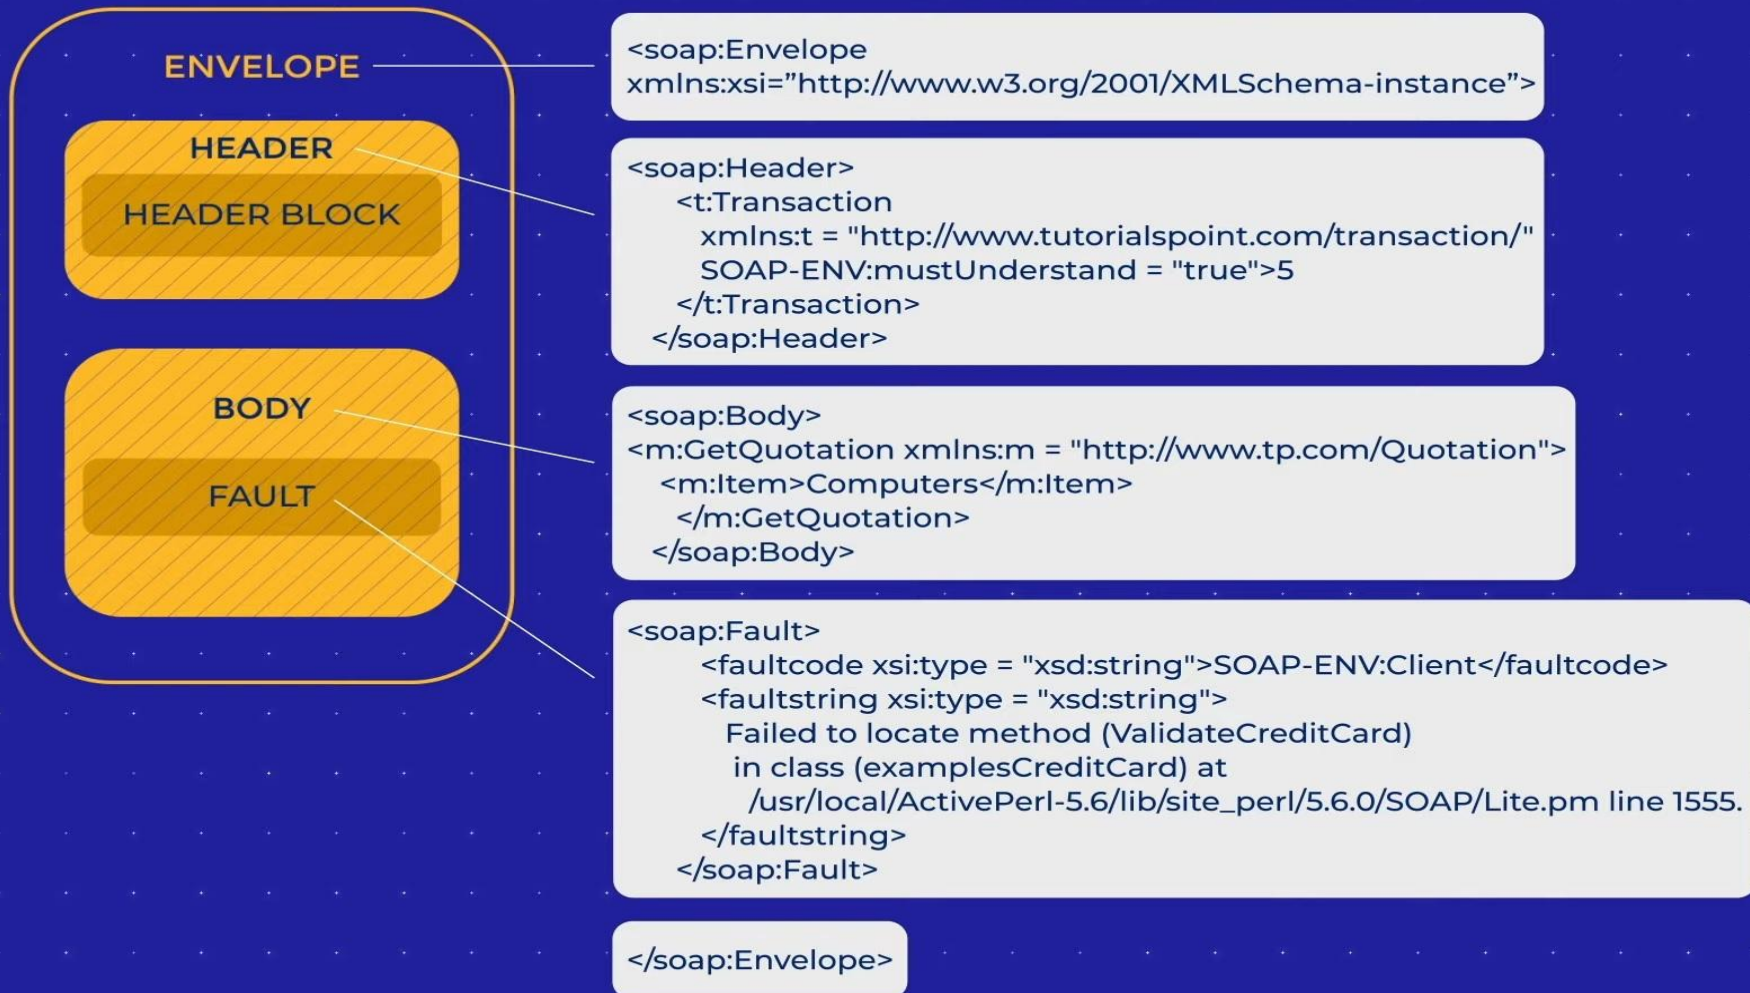 ENVELOPE
HEADER
HEADER BLOCK
BODY
FAULT
<soap:Envelope
xmlns:xsi=”http://www.w3.org/2001/XMLSchema-instance”>
<soap:Header>
<t:Transaction
xmlns:t = "http://www.tutorialspoint.com/transaction/"
SOAP-ENV:mustUnderstand = "true">5
</t:Transaction>
</soap:Header>
<soap:Body>
<m:GetQuotation xmlns:m = "http://www.tp.com/Quotation">
<m:Item>Computers</m:Item>
</m:GetQuotation>
</soap:Body>
<soap:Fault>
<faultcode xsi:type = "xsd:string">SOAP-ENV:Client</faultcode>
<faultstring xsi:type = "xsd:string">
Failed to locate method (ValidateCreditCard)
in class (examplesCreditCard) at
/usr/local/ActivePerl-5.6/lib/site_perl/5.6.0/SOAP/Lite.pm line 1555.
</faultstring>
</soap:Fault>
</soap:Envelope>